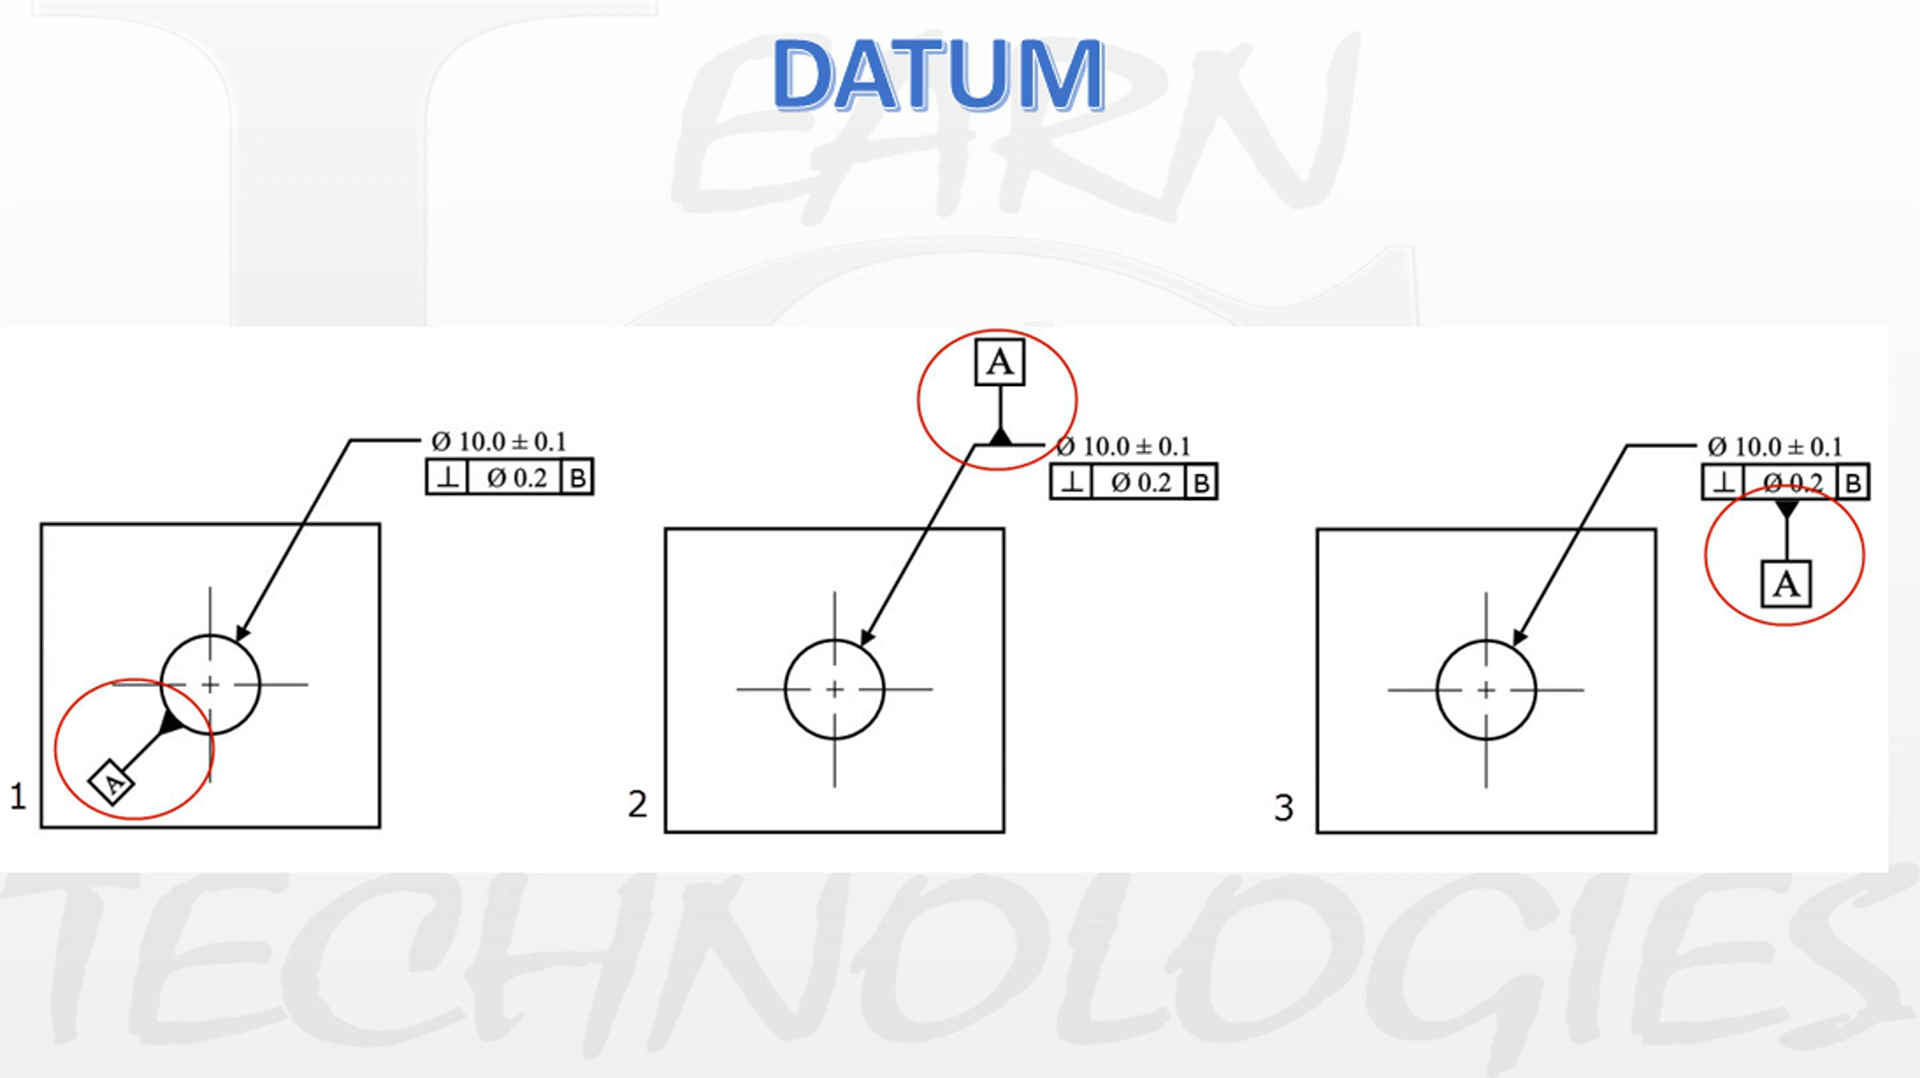 DATUM
LEARN
Ø 10.0 ± 0.1
⊥ Ø 0.2 B
A
1
A
Ø 10.0 ± 0.1
⊥ Ø 0.2 B
2
Ø 10.0 ± 0.1
⊥ Ø 0.2 B
A
3
TECHNOLOGIES